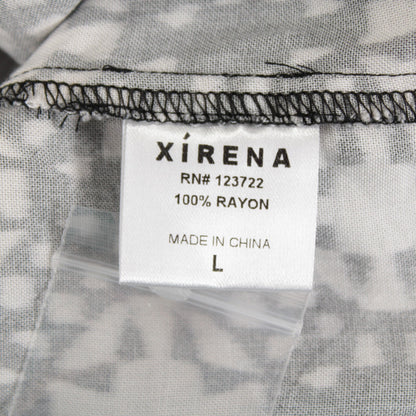 XíRENA
RN# 123722
100% RAYON
MADE IN CHINA
L